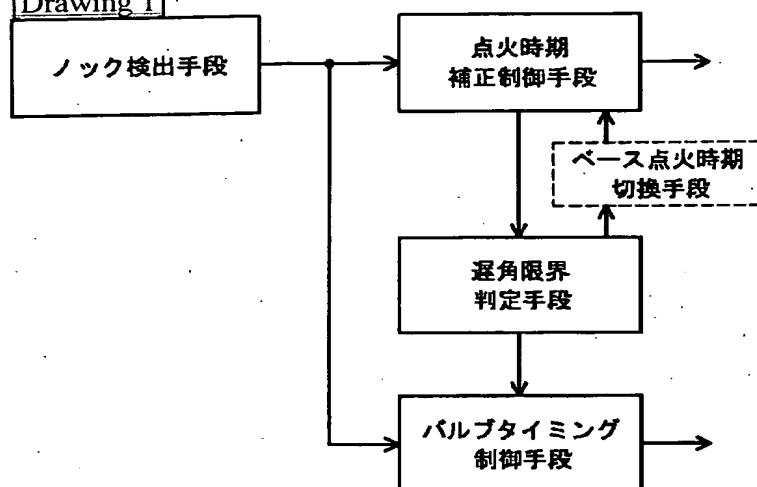 Drawing 1
ノック検出手段
点火時期
補正制御手段
ベース点火時期
切換手段
遅角限界
判定手段
バルブタイミング
制御手段